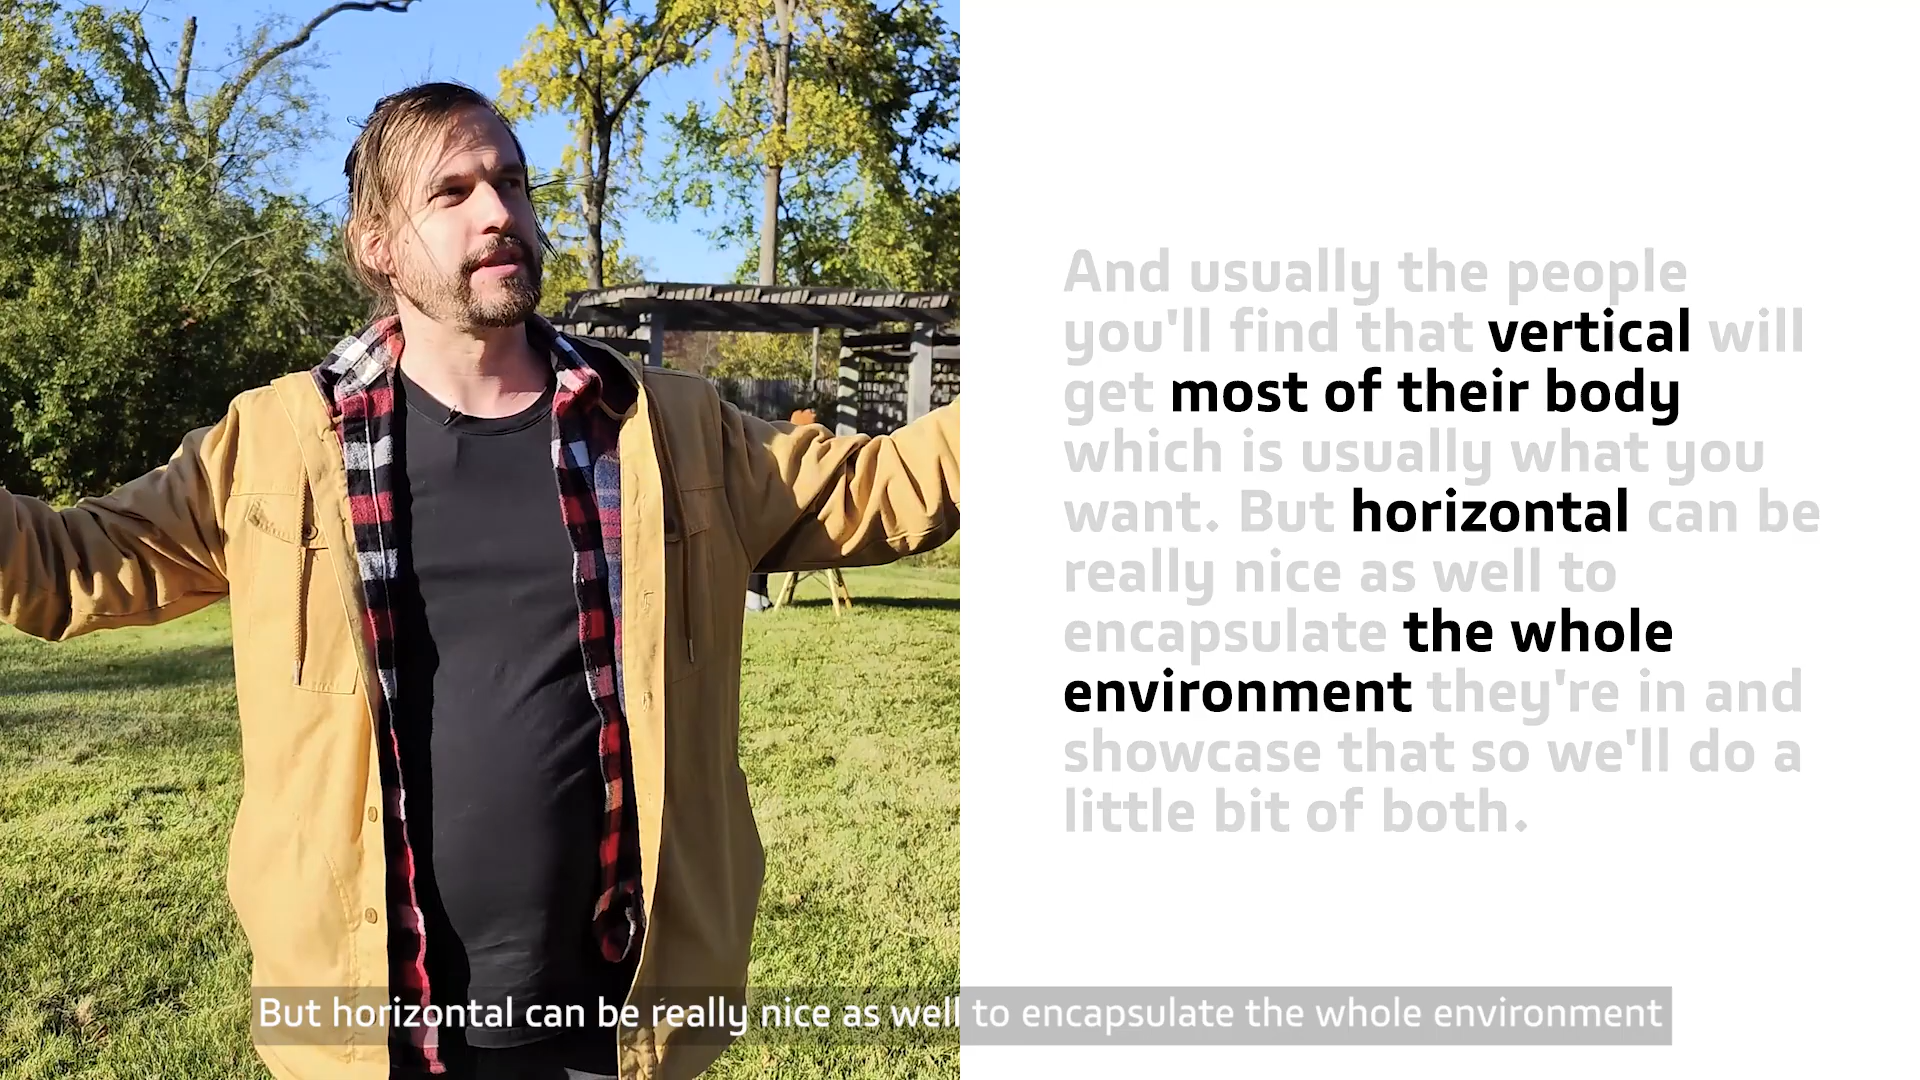 And usually the people
you'll find that vertical will
get most of their body
which is usually what you
want. But horizontal can be
really nice as well to
encapsulate the whole
environment they're in and
showcase that so we'll do a
little bit of both.
But horizontal can be really nice as well to encapsulate the whole environment